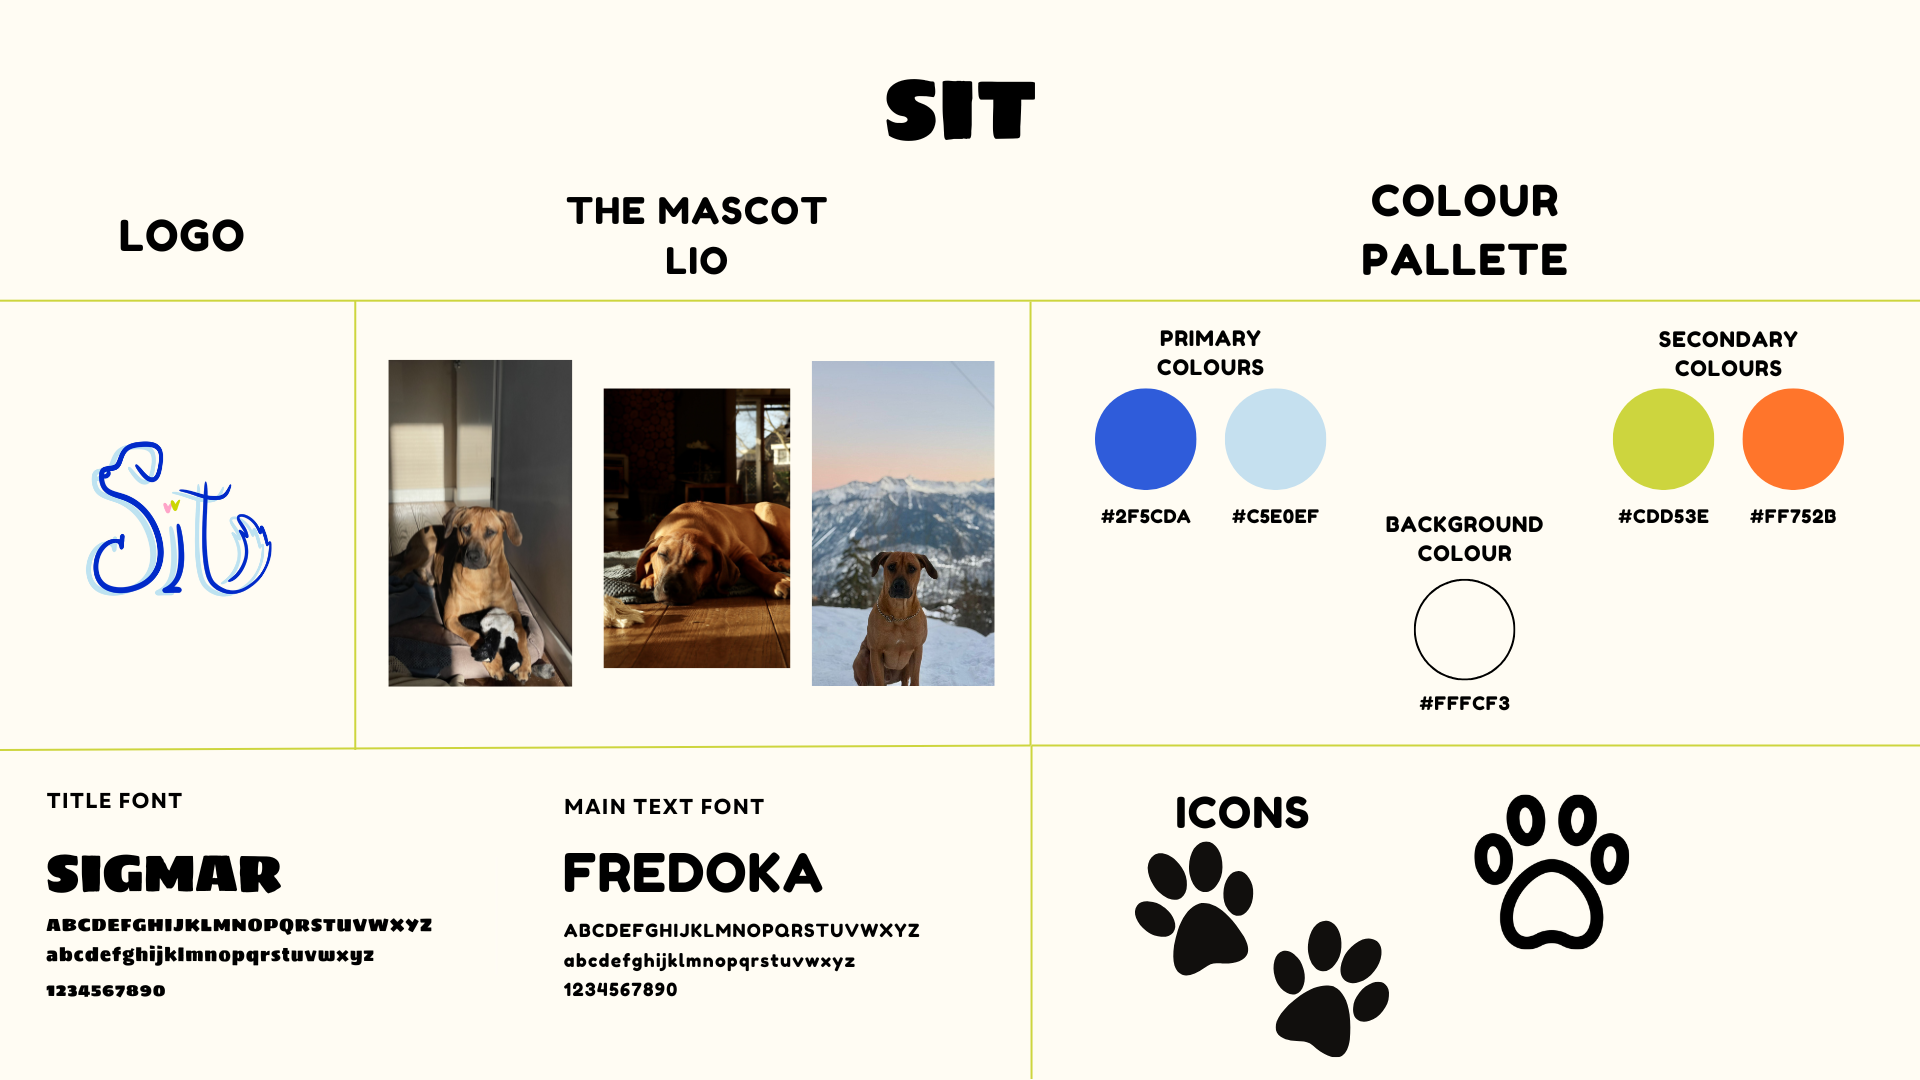 SIT
LOGO
THE MASCOT
LIO
COLOUR
PALLETE
Sit
PRIMARY
COLOURS
#2F5CDA
#C5E0EF
SECONDARY
COLOURS
#CDD53E
#FF752B
BACKGROUND
COLOUR
#FFFCF3
TITLE FONT
SIGMAR
ABCDEFGHIJKLMNOPQRSTUVWXYZ
abcdefghijklmnopqrstuvwxyz
1234567890
MAIN TEXT FONT
FREDOKA
ABCDEFGHIJKLMNOPQRSTUVWXYZ
abcdefghijklmnopqrstuvwxyz
1234567890
ICONS